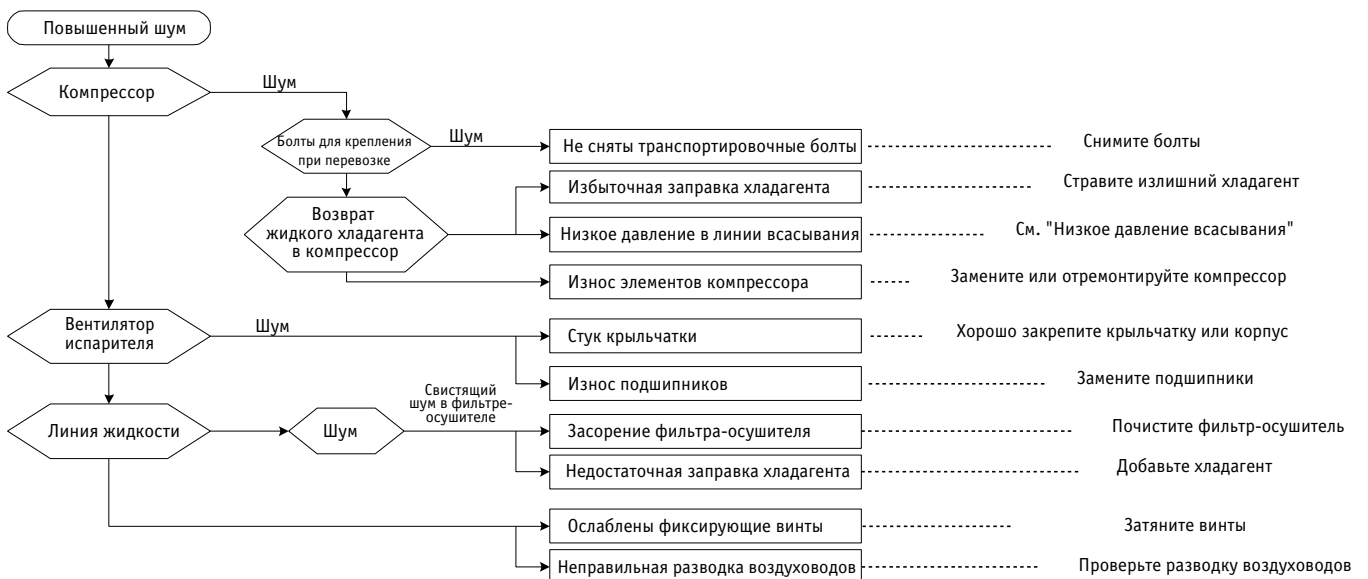 Повышенный шум
Компрессор
Шум
Болты для крепления
при перевозке
Шум
Не сняты транспортировочные болты
Снимите болты
Избыточная заправка хладагента
Стравите излишний хладагент
Возврат
жидкого хладагента
в компрессор
Низкое давление в линии всасывания
См. "Низкое давление всасывания"
Износ элементов компрессора
Замените или отремонтируйте компрессор
Вентилятор
испарителя
Шум
Стук крыльчатки
Хорошо закрепите крыльчатку или корпус
Износ подшипников
Замените подшипники
Линия жидкости
Шум
Свистящий
шум в фильтре-
осушителе
Засорение фильтра-осушителя
Почистите фильтр-осушитель
Недостаточная заправка хладагента
Добавьте хладагент
Ослаблены фиксирующие винты
Затяните винты
Неправильная разводка воздуховодов
Проверьте разводку воздуховодов